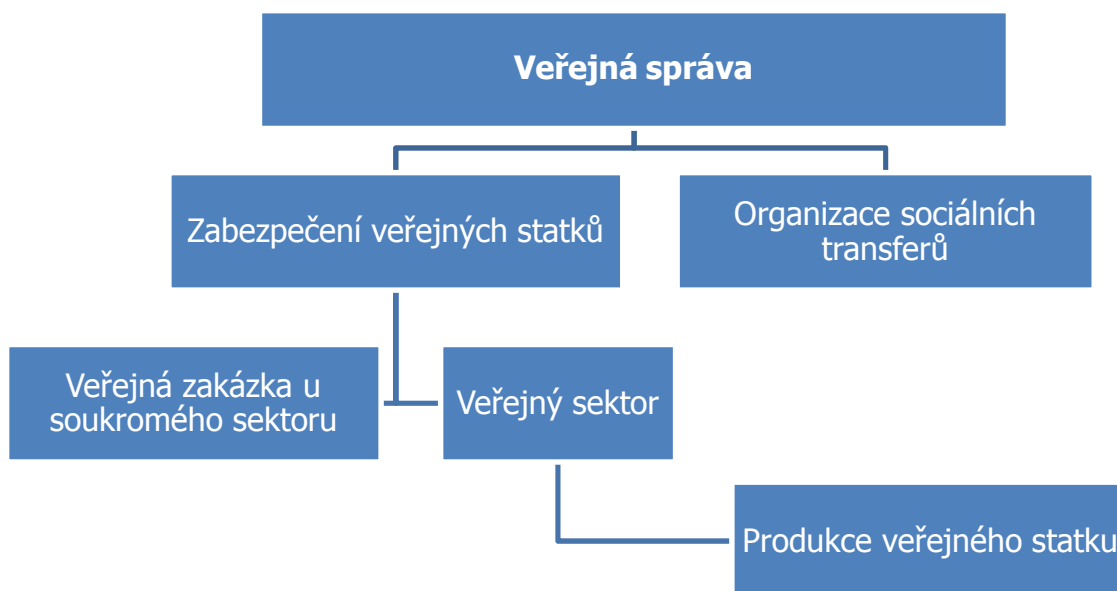 Veřejná správa
Zabezpečení veřejných statků
Organizace sociálních
transferů
Veřejná zakázka u
soukromého sektoru
Veřejný sektor
Produkce veřejného statku